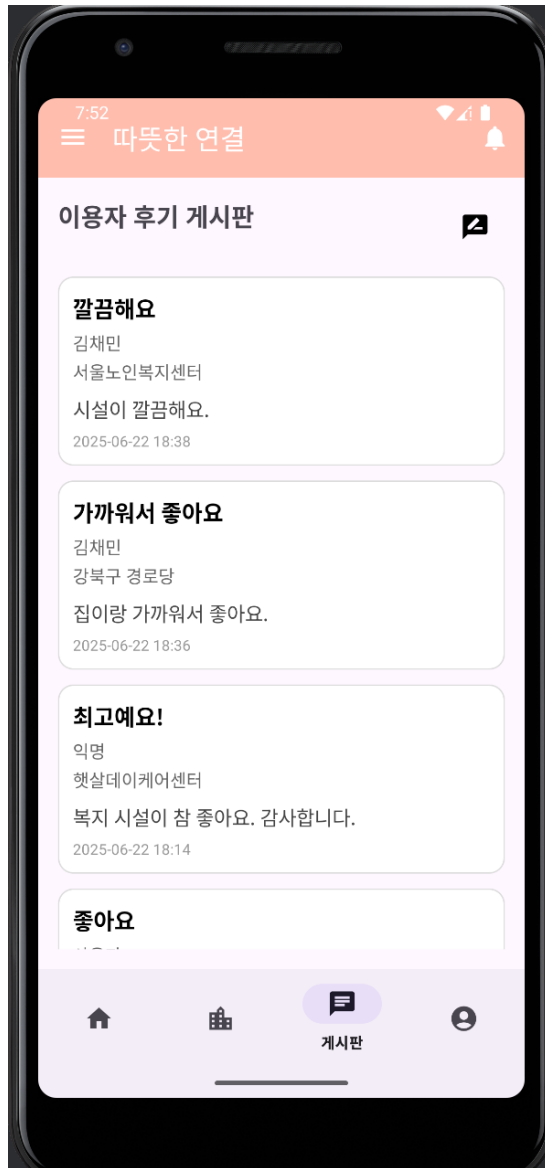 7:52
따뜻한 연결
이용자 후기 게시판
깔끔해요
김채민
서울노인복지센터
시설이 깔끔해요.
2025-06-22 18:38
가까워서 좋아요
김채민
강북구 경로당
집이랑 가까워서 좋아요.
2025-06-22 18:36
최고예요!
익명
햇살데이케어센터
복지 시설이 참 좋아요. 감사합니다.
2025-06-22 18:14
좋아요
게시판